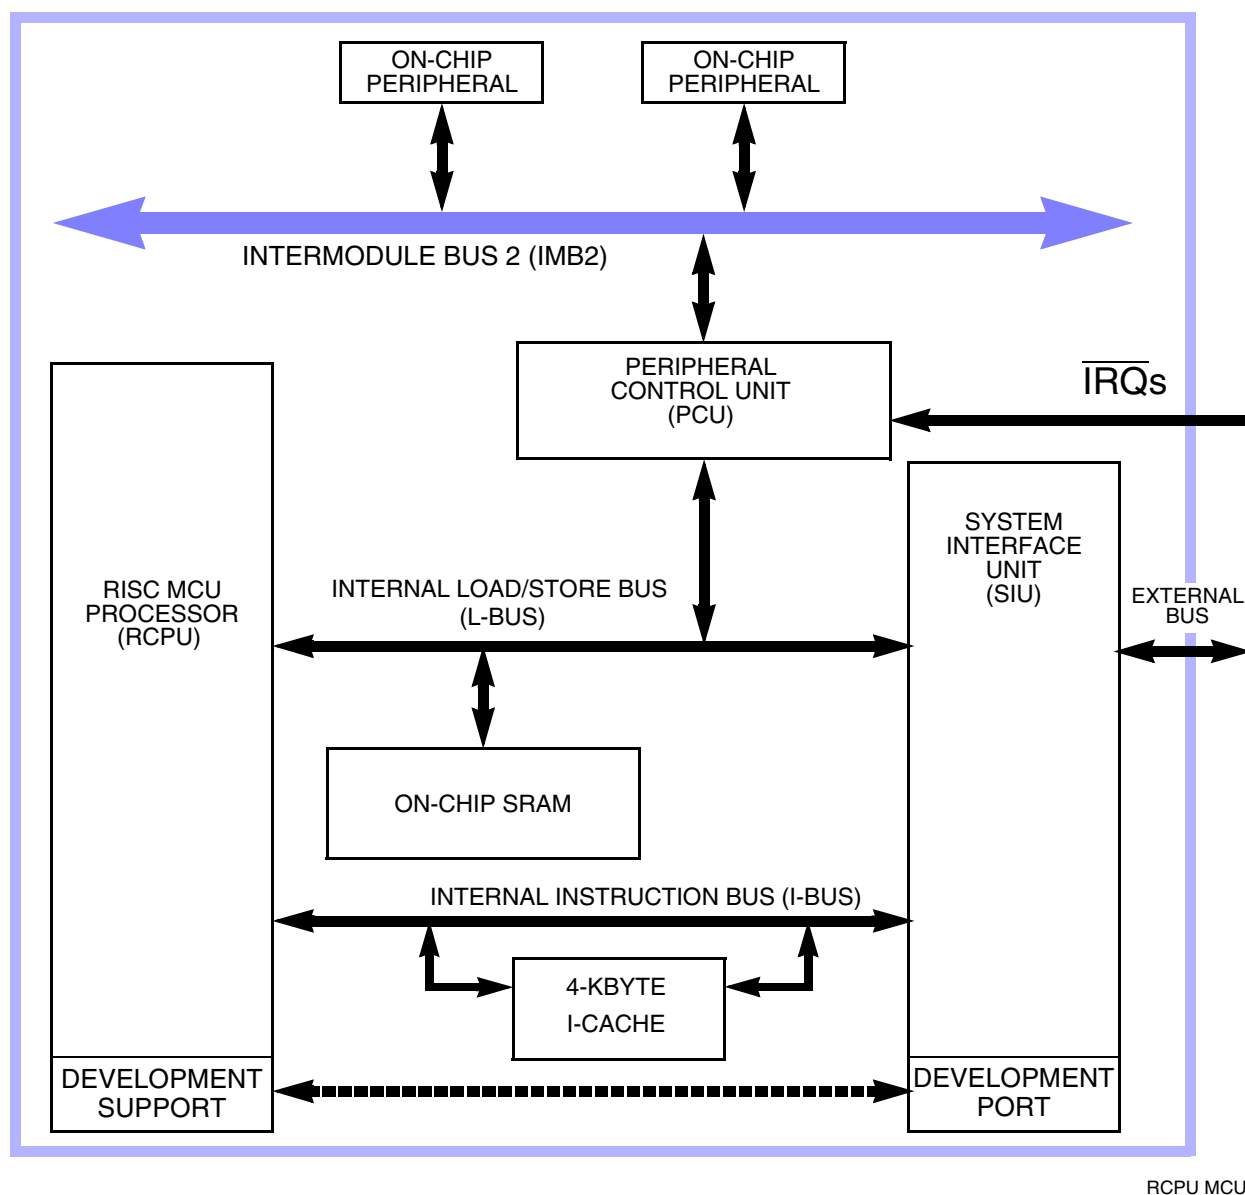 ON-CHIP
PERIPHERAL
ON-CHIP
PERIPHERAL
INTERMODULE BUS 2 (IMB2)
PERIPHERAL
CONTROL UNIT
(PCU)
IRQs
SYSTEM
INTERFACE
UNIT
(SIU)
RISC MCU
PROCESSOR
(RCPU)
INTERNAL LOAD/STORE BUS
(L-BUS)
EXTERNAL
BUS
ON-CHIP SRAM
INTERNAL INSTRUCTION BUS (I-BUS)
4-KBYTE
I-CACHE
DEVELOPMENT
SUPPORT
DEVELOPMENT
PORT
RCPU MCU